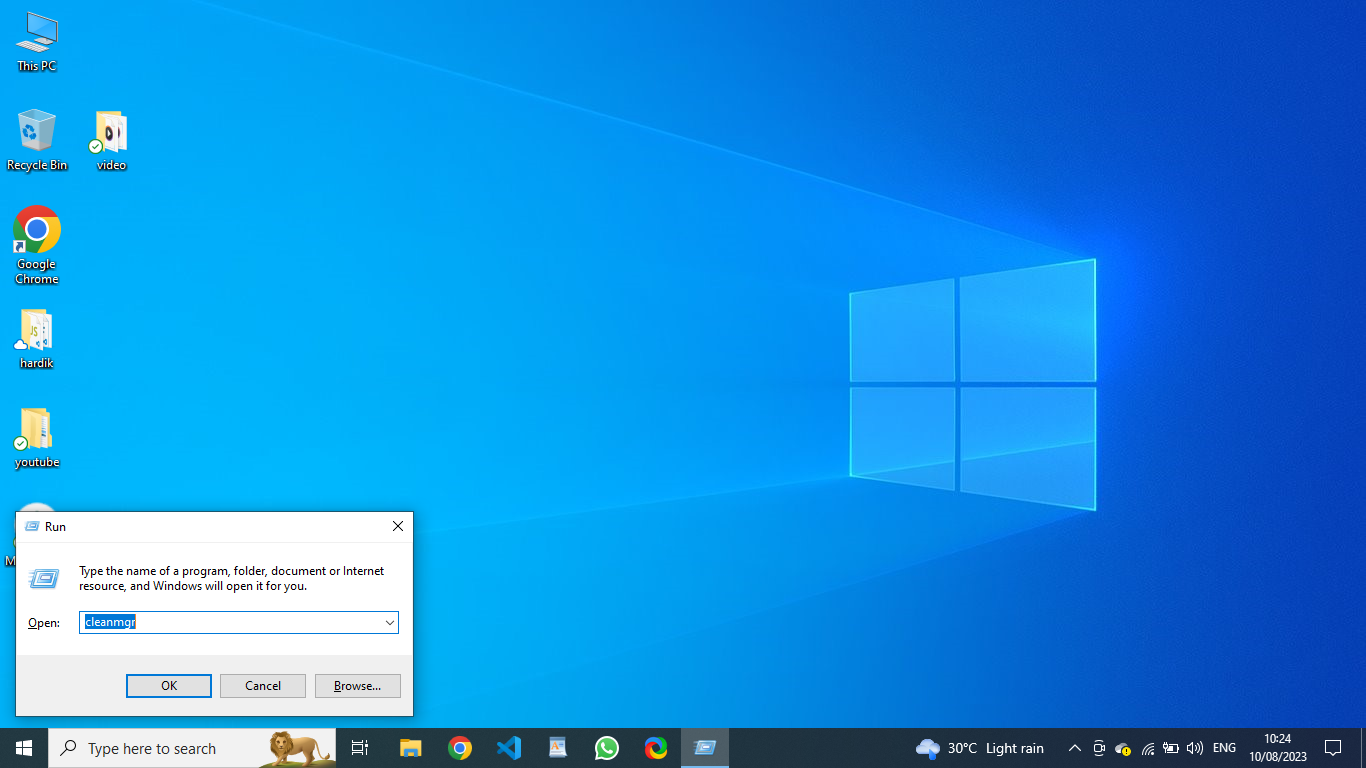 This PC
Recycle Bin
video
Google
Chrome
hardik
youtube
M
Run
Type the name of a program, folder, document or Internet
resource, and Windows will open it for you.
Open:
cleanmgr
OK
Cancel
Browse...
Type here to search
30°C Light rain
ENG
10:24
10/08/2023